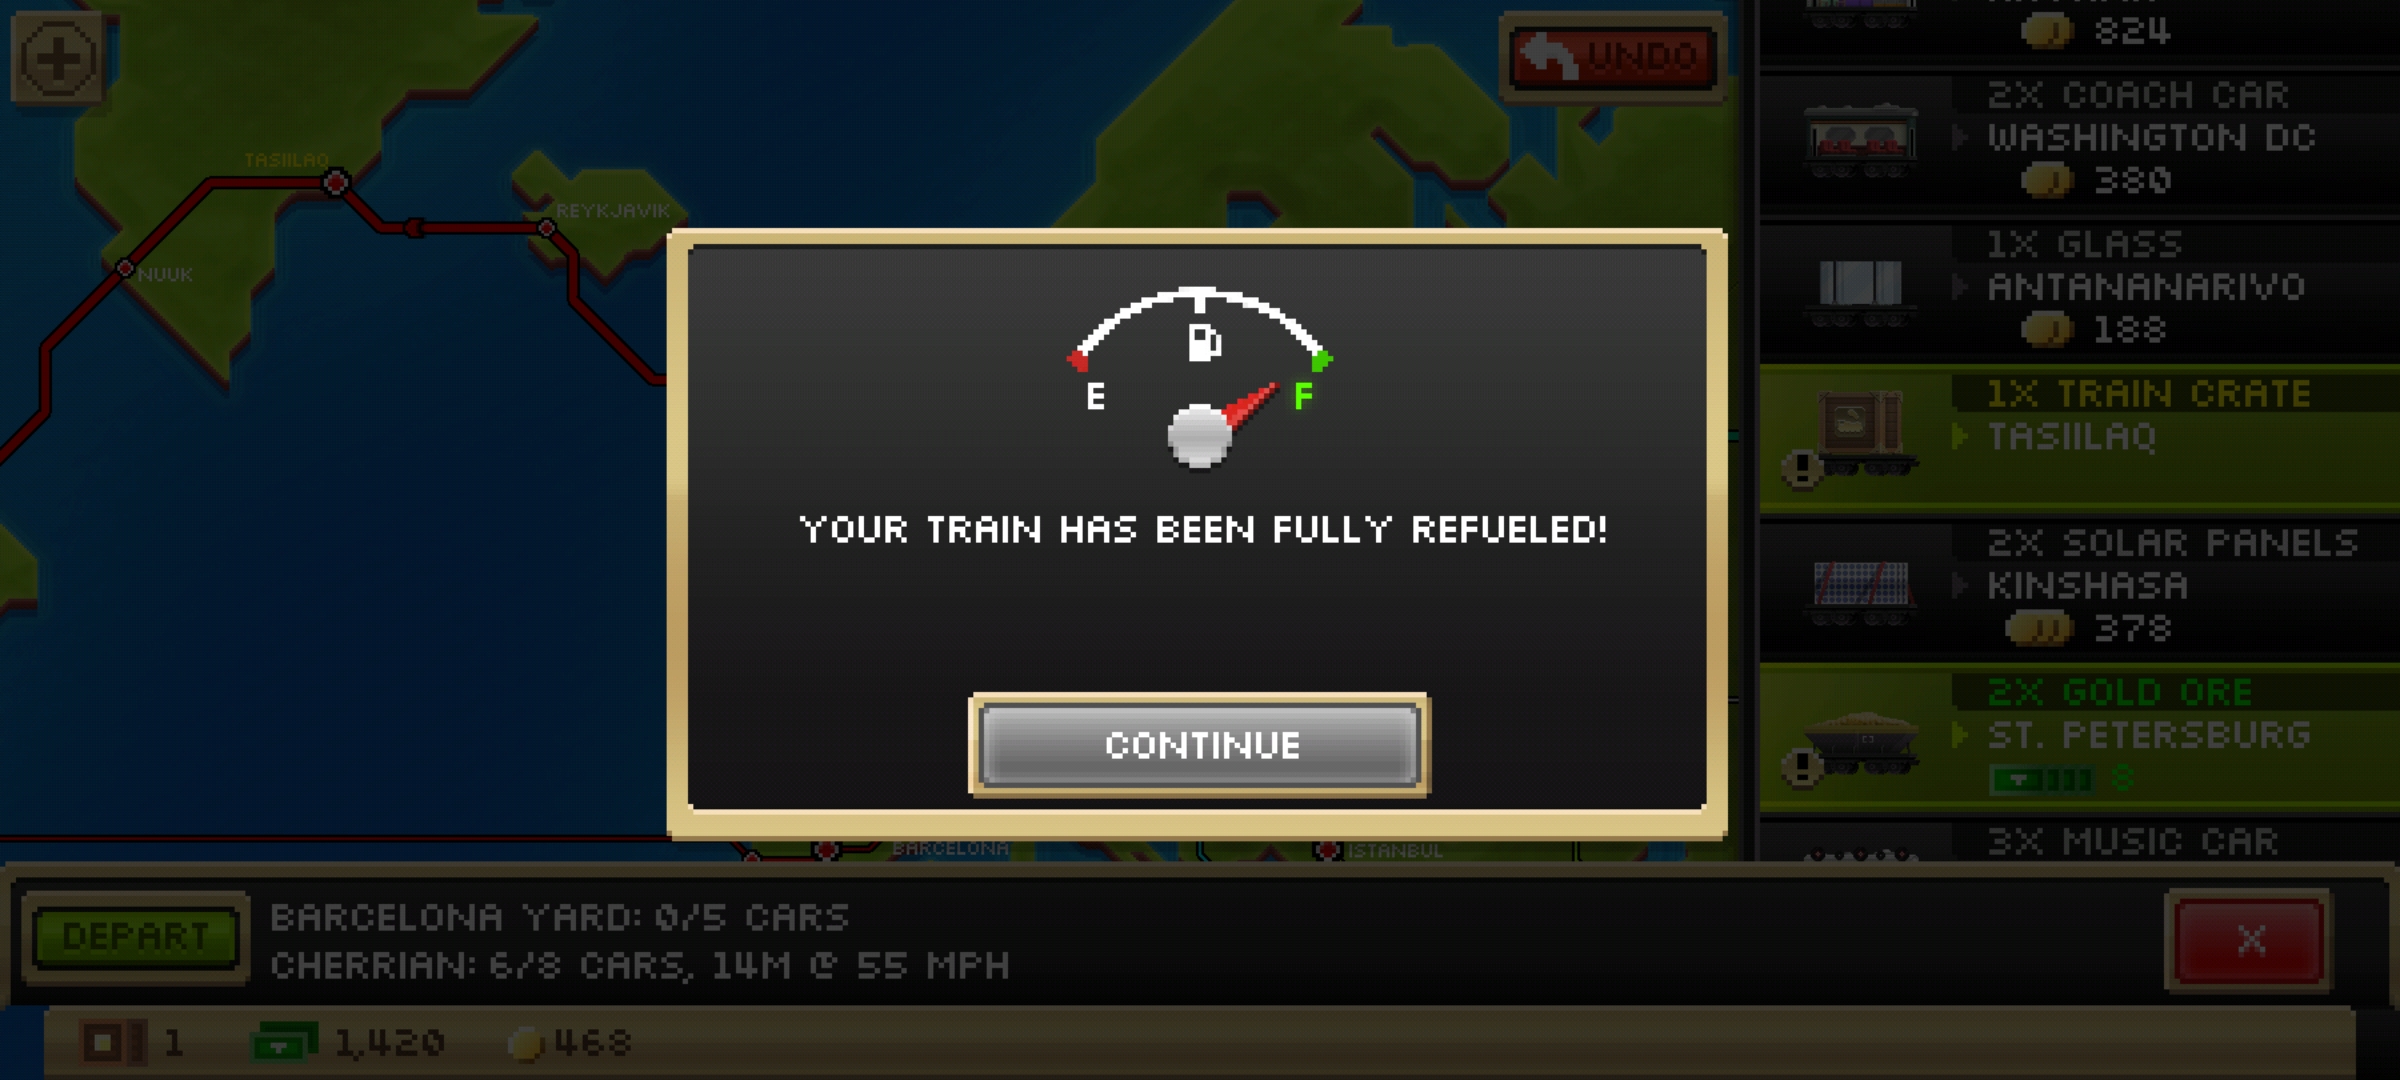 UNDO
824
2X COACH CAR
WASHINGTON DC
380
1X GLASS
ANTANANARIVO
188
1X TRAIN CRATE
TASIILAQ
2X SOLAR PANELS
KINSHASA
378
2X GOLD ORE
ST. PETERSBURG
8
3X MUSIC CAR
TASIILAQ
REYKJAVIK
NUUK
E
F
YOUR TRAIN HAS BEEN FULLY REFUELED!
CONTINUE
BARCELONA
ISTANBUL
DEPART
BARCELONA YARD: 0/5 CARS
CHERRIAN: 6/8 CARS, 14M @ 55 MPH
X
1
1,420
468